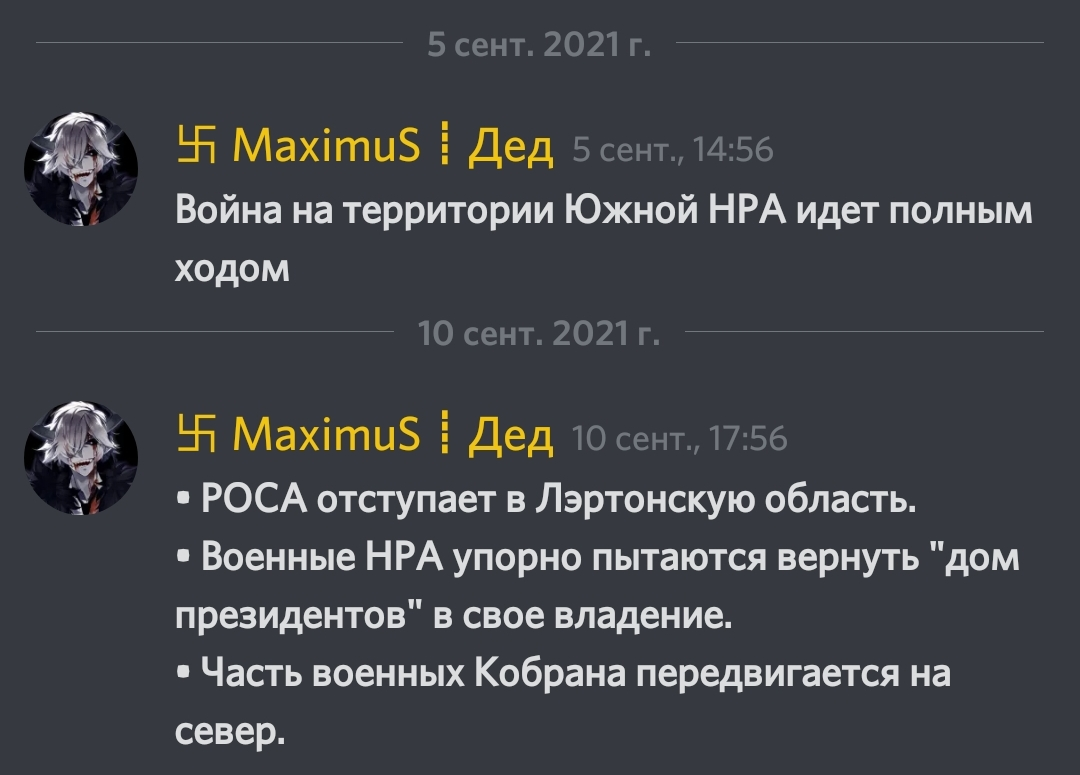 5 сент. 2021 г.
卐 MaximuS ┋ Дед 5 сент., 14:56
Война на территории Южной НРА идет полным
ходом
10 сент. 2021 г.
卐 MaximuS ┋ Дед 10 сент., 17:56
• РОСА отступает в Лэртонскую область.
• Военные НРА упорно пытаются вернуть "дом
президентов" в свое владение.
• Часть военных Кобрана передвигается на
север.